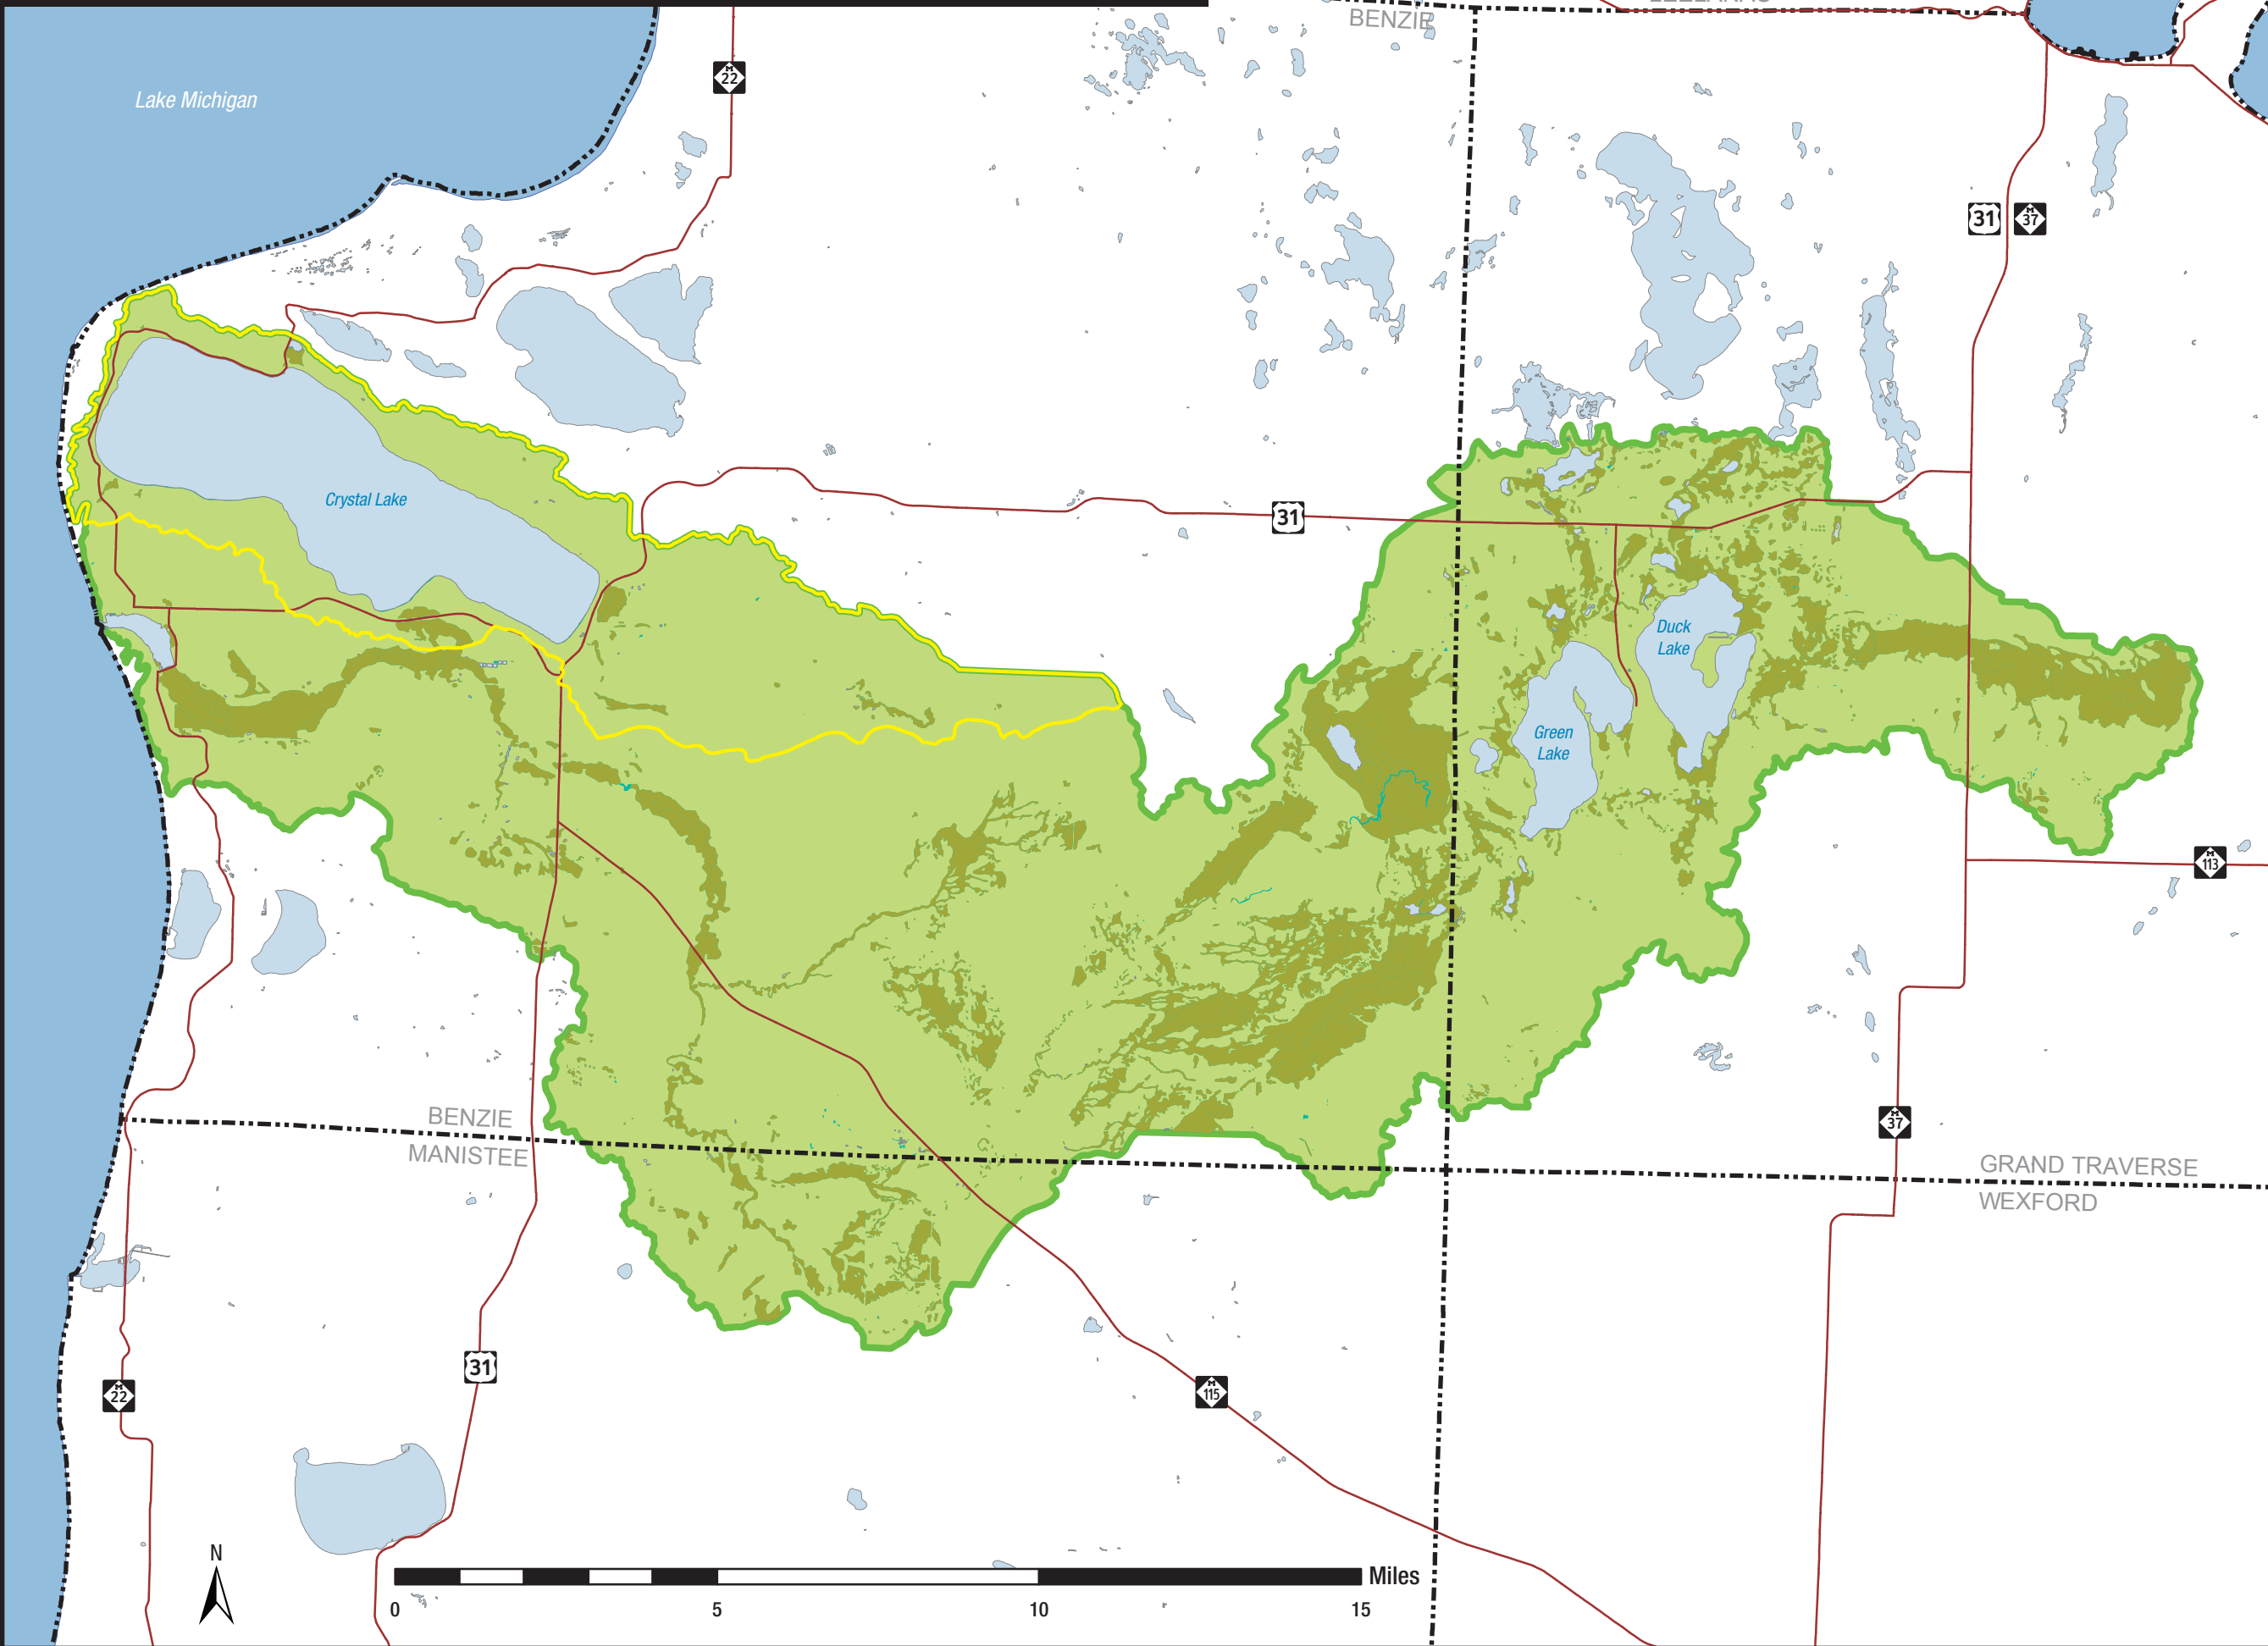 BENZIE
Lake Michigan
M
22
31
M
37
Crystal Lake
31
Duck
Lake
Green
Lake
M
113
BENZIE
MANISTEE
M
37
GRAND TRAVERSE
WEXFORD
31
M
22
M
115
N
Miles
0
5
10
15